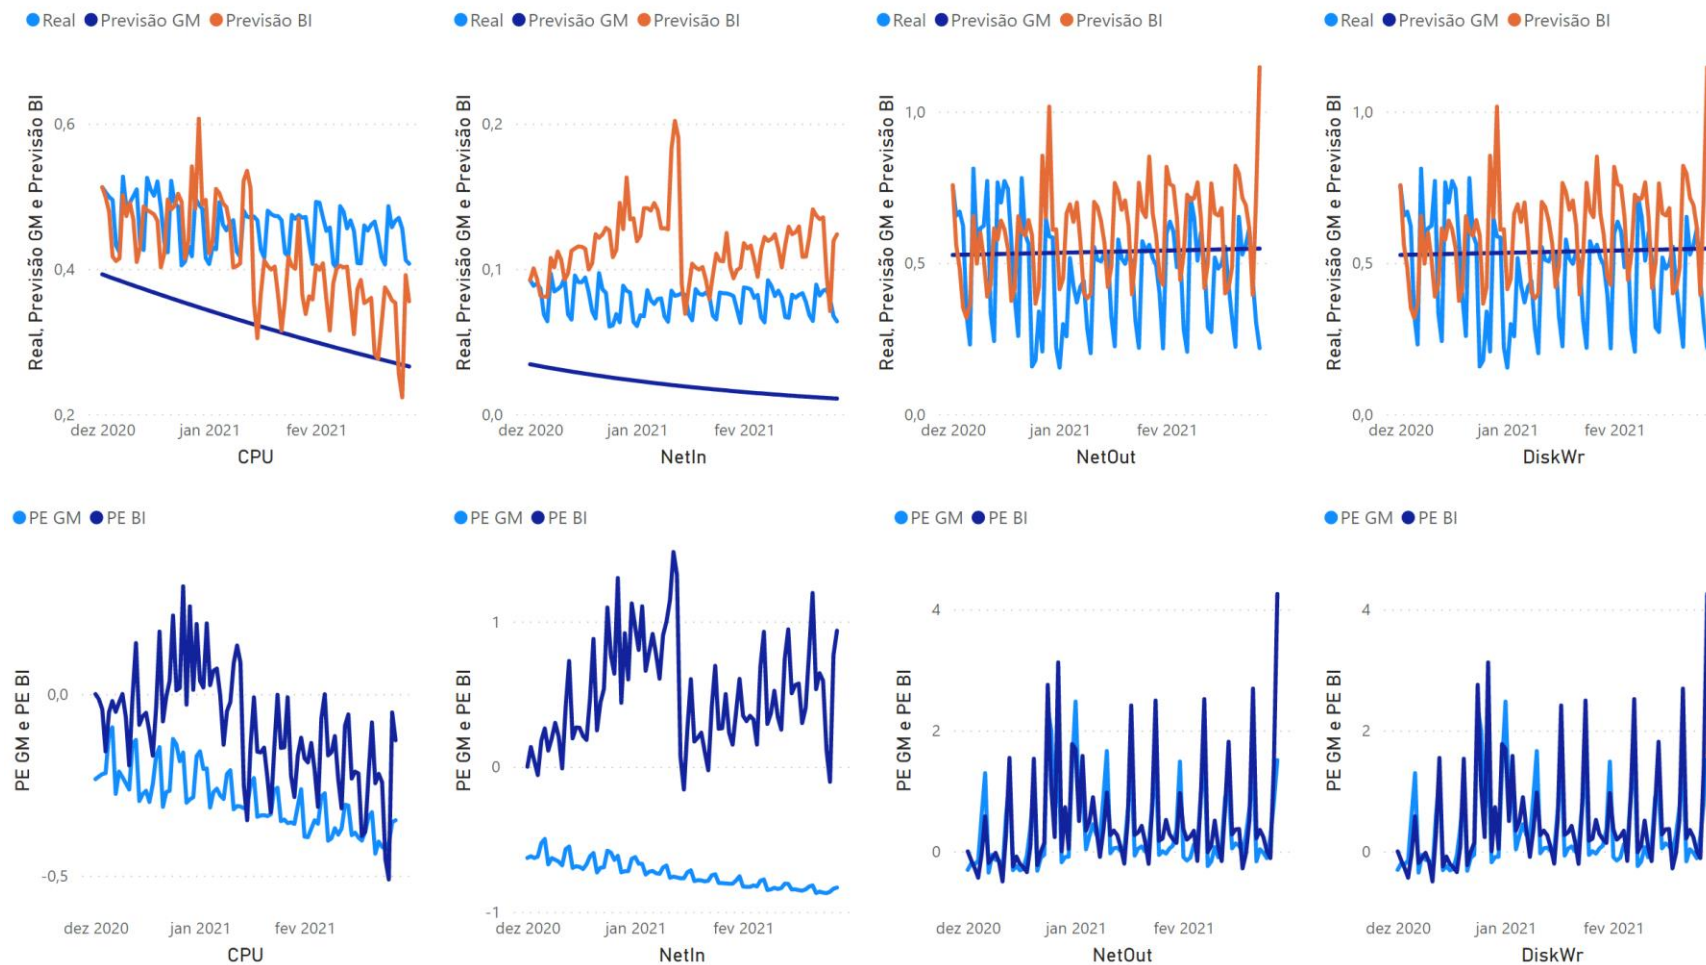 Real Previsão GM Previsão BI
Real, Previsão GM e Previsão BI
0,6
0,4
0,2
dez 2020 jan 2021 fev 2021
CPU
Real Previsão GM Previsão BI
Real, Previsão GM e Previsão BI
0,2
0,1
0,0
dez 2020 jan 2021 fev 2021
NetIn
Real Previsão GM Previsão BI
Real, Previsão GM e Previsão BI
1,0
0,5
0,0
dez 2020 jan 2021 fev 2021
NetOut
Real Previsão GM Previsão BI
Real, Previsão GM e Previsão BI
1,0
0,5
0,0
dez 2020 jan 2021 fev 2021
DiskWr
PE GM PE BI
PE GM e PE BI
0,0
-0,5
dez 2020 jan 2021 fev 2021
CPU
PE GM PE BI
PE GM e PE BI
1
0
-1
dez 2020 jan 2021 fev 2021
NetIn
PE GM PE BI
PE GM e PE BI
4
2
0
dez 2020 jan 2021 fev 2021
NetOut
PE GM PE BI
PE GM e PE BI
4
2
0
dez 2020 jan 2021 fev 2021
DiskWr